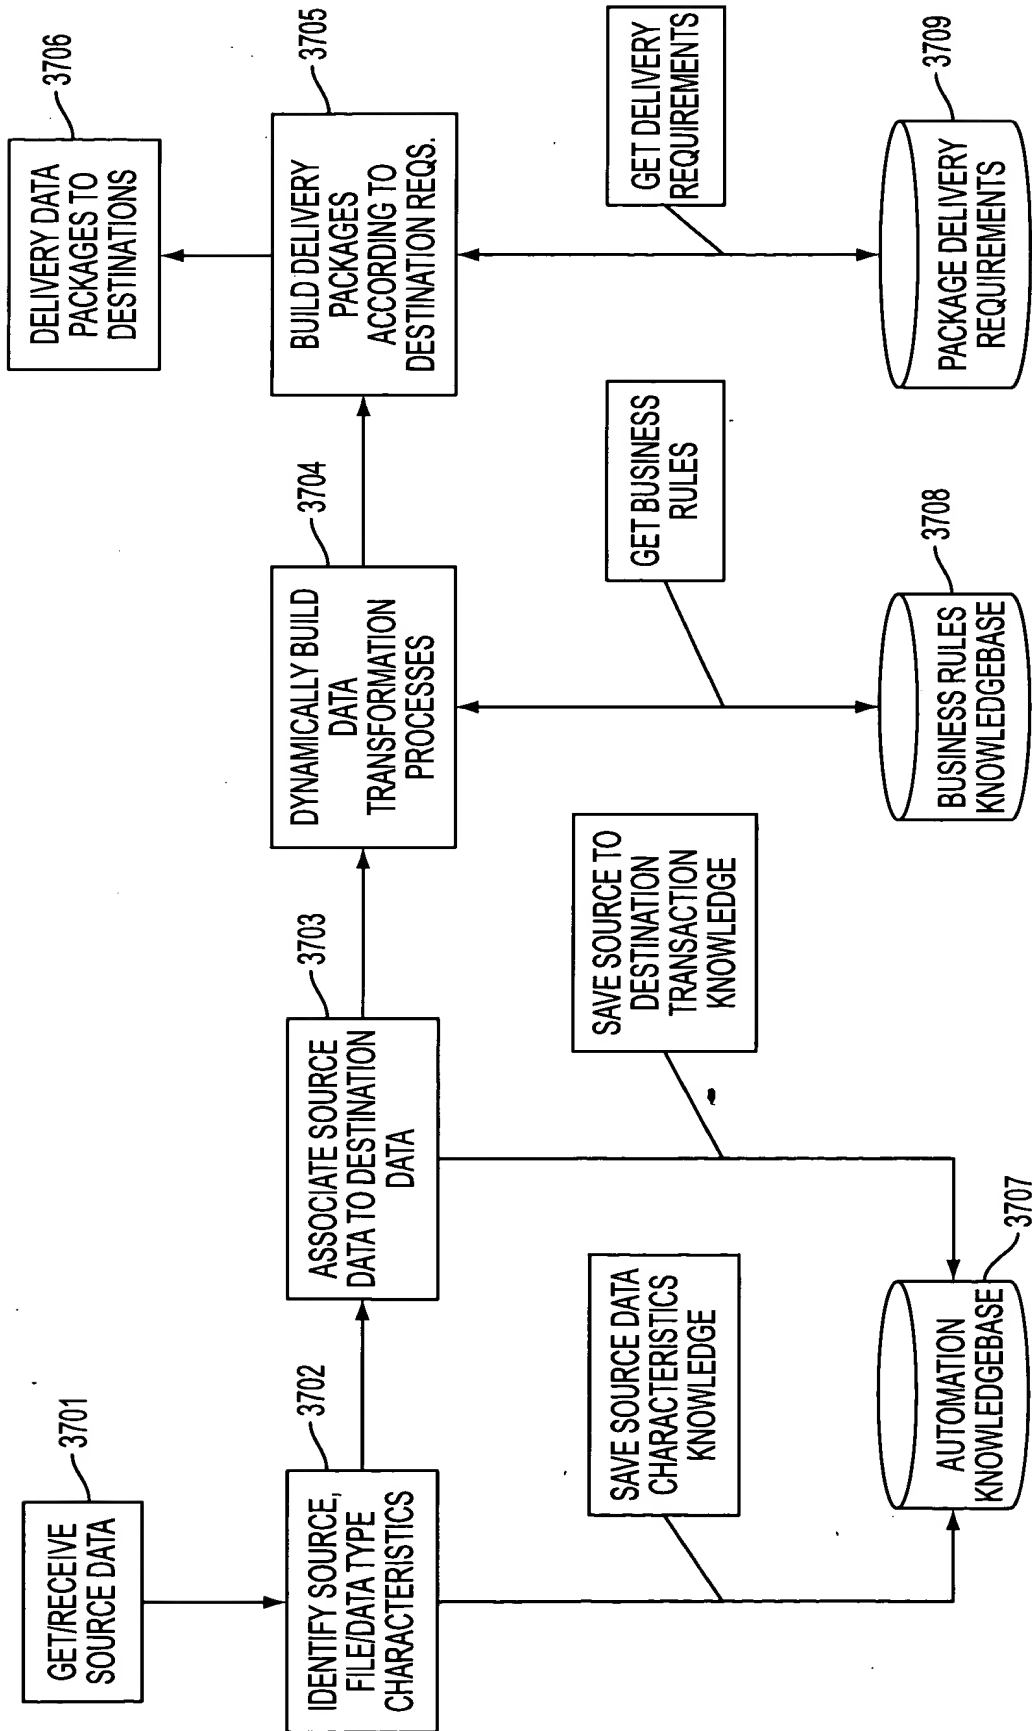 3701
GET/RECEIVE
SOURCE DATA
3702
IDENTIFY SOURCE,
FILE/DATA TYPE
CHARACTERISTICS
3703
ASSOCIATE SOURCE
DATA TO DESTINATION
DATA
3704
DYNAMICALLY BUILD
DATA
TRANSFORMATION
PROCESSES
3705
BUILD DELIVERY
PACKAGES
ACCORDING TO
DESTINATION REQS.
3706
DELIVERY DATA
PACKAGES TO
DESTINATIONS
SAVE SOURCE DATA
CHARACTERISTICS
KNOWLEDGE
SAVE SOURCE TO
DESTINATION
TRANSACTION
KNOWLEDGE
GET BUSINESS
RULES
GET DELIVERY
REQUIREMENTS
3707
AUTOMATION
KNOWLEDGEBASE
3708
BUSINESS RULES
KNOWLEDGEBASE
3709
PACKAGE DELIVERY
REQUIREMENTS